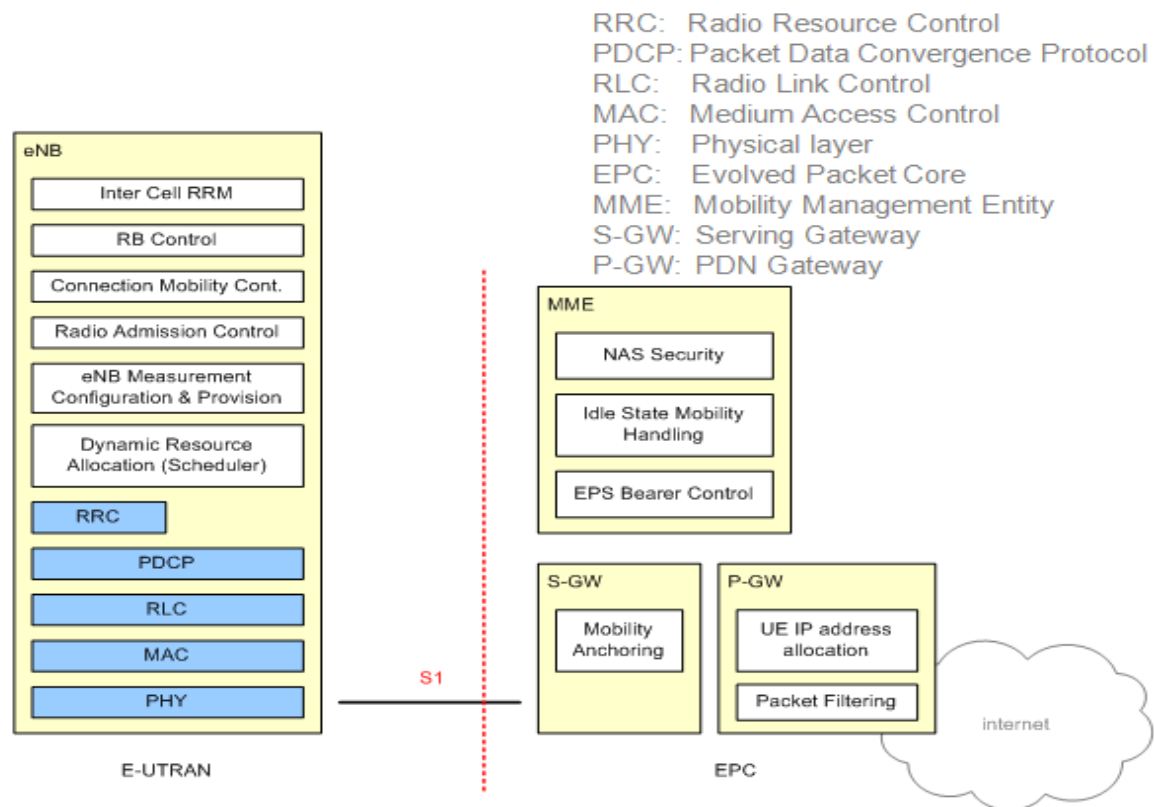 RRC: Radio Resource Control
PDCP: Packet Data Convergence Protocol
RLC: Radio Link Control
MAC: Medium Access Control
PHY: Physical layer
EPC: Evolved Packet Core
MME: Mobility Management Entity
S-GW: Serving Gateway
P-GW: PDN Gateway
eNB
Inter Cell RRM
RB Control
Connection Mobility Cont.
Radio Admission Control
eNB Measurement
Configuration & Provision
Dynamic Resource
Allocation (Scheduler)
RRC
PDCP
RLC
MAC
PHY
S1
MME
NAS Security
Idle State Mobility
Handling
EPS Bearer Control
S-GW
Mobility
Anchoring
P-GW
UE IP address
allocation
Packet Filtering
internet
E-UTRAN
EPC